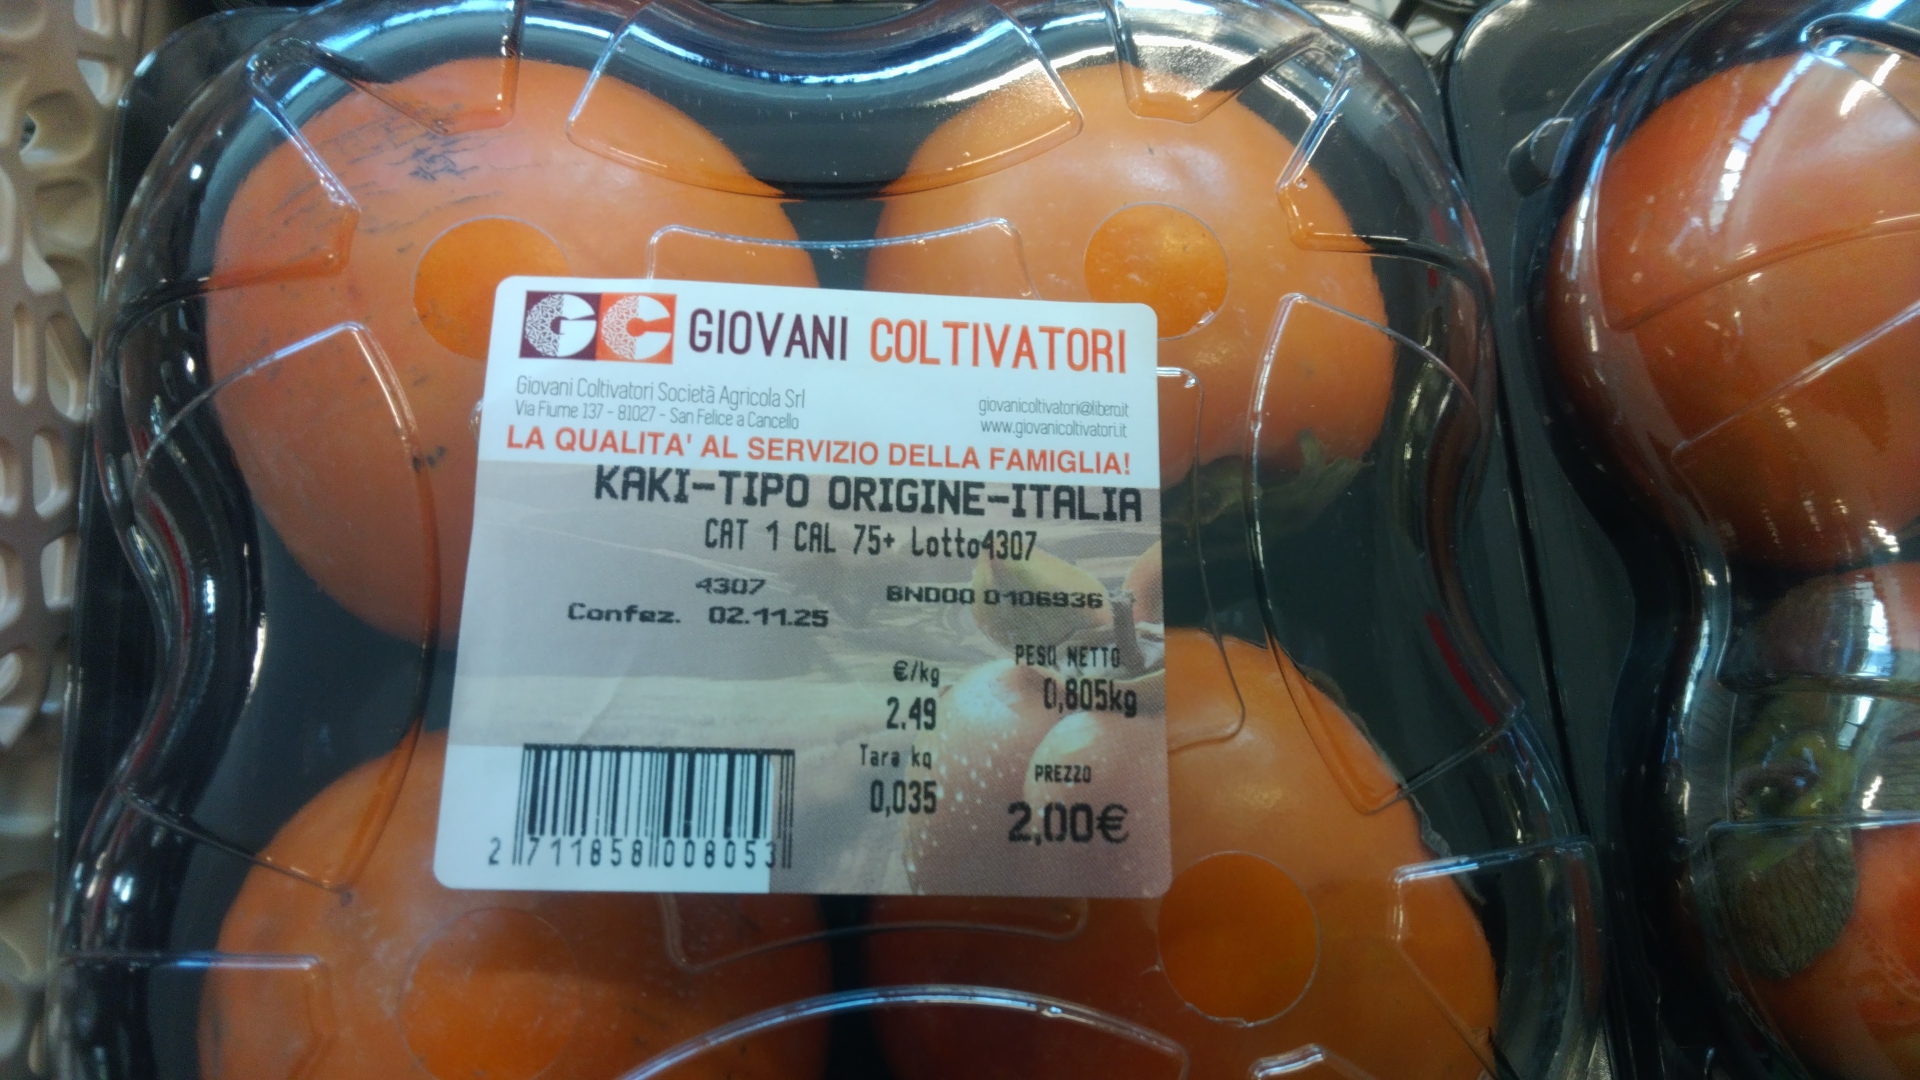 GC GIOVANI COLTIVATORI
Giovani Coltivatori Società Agricola Srl
Via Fiume 137 - 81027 - San Felice a Cancello
giovanicoltivatori@libero.it
www.giovanicoltivatori.it
LA QUALITA' AL SERVIZIO DELLA FAMIGLIA!
KAKI-TIPO ORIGINE-ITALIA
CAT 1 CAL 75+ Lotto4307
4307 BND00 0106936
Confez. 02.11.25
€/kg PESO NETTO
2.49 0,805kg
Tara kg PREZZO
0,035 2,00€
2 711858 008053